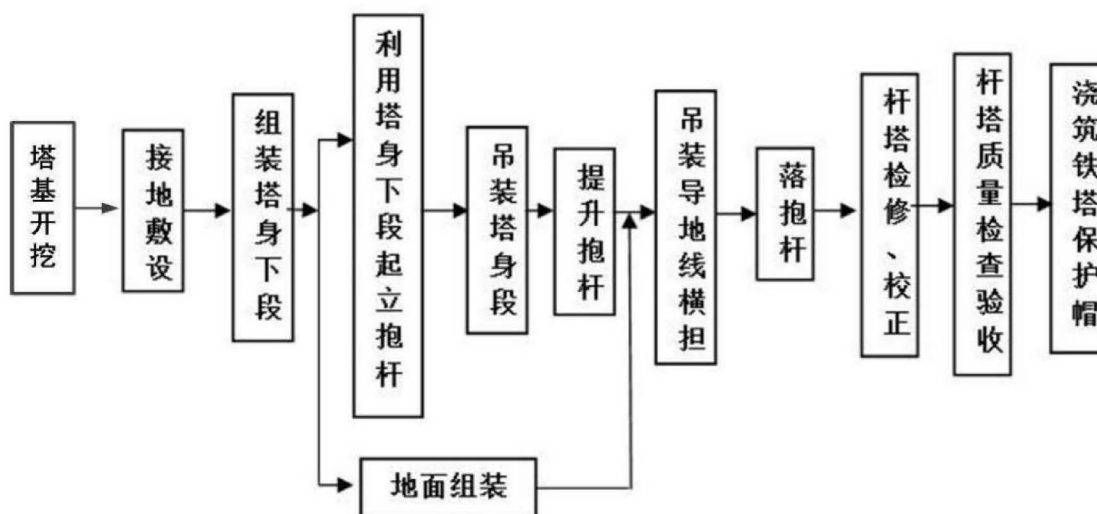 塔基开挖
接地敷设
组装塔身下段
利用塔身下段起立抱杆
吊装塔身段
提升抱杆
地面组装
吊装导地线横担
落抱杆
杆塔检修、校正
杆塔质量检查验收
浇筑铁塔保护帽